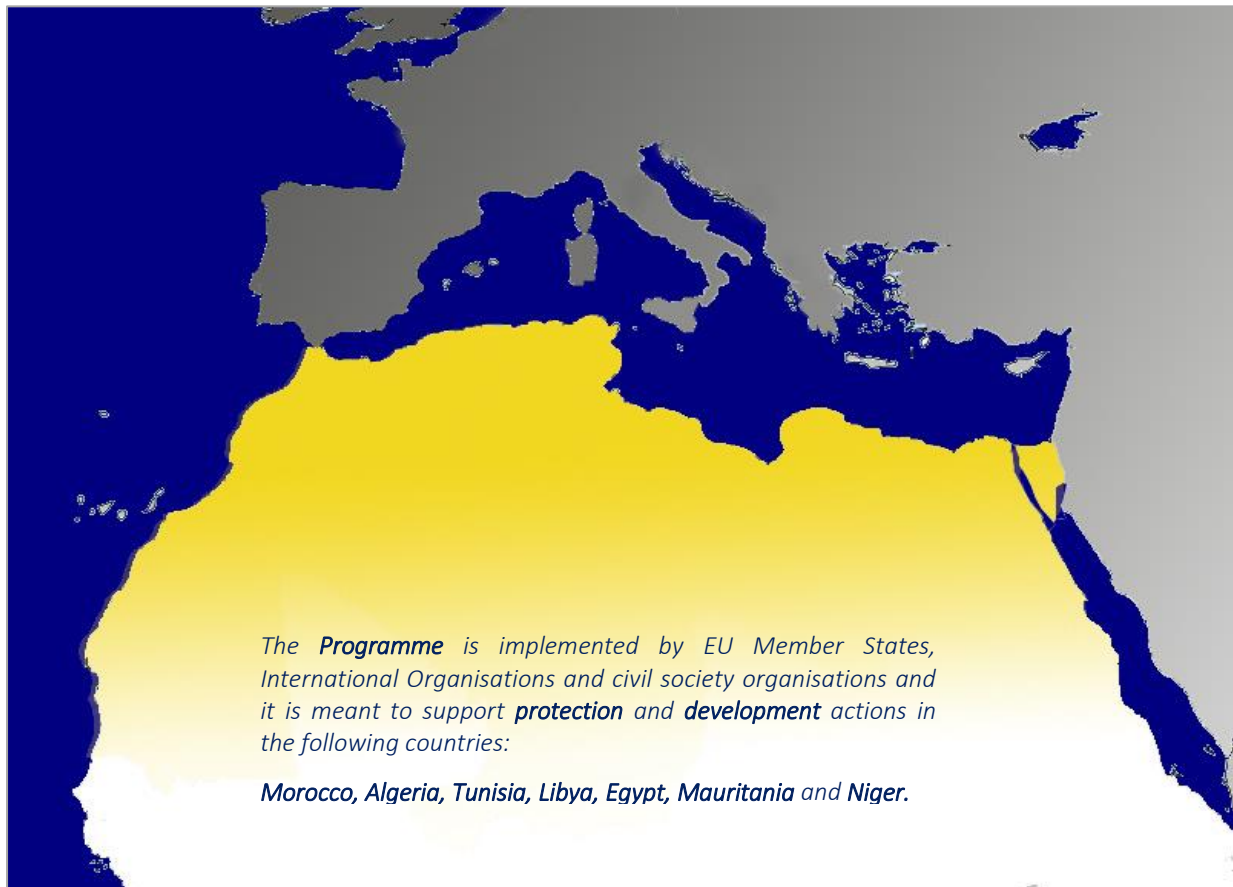 The Programme is implemented by EU Member States,
International Organisations and civil society organisations and
it is meant to support protection and development actions in
the following countries:
Morocco, Algeria, Tunisia, Libya, Egypt, Mauritania and Niger.